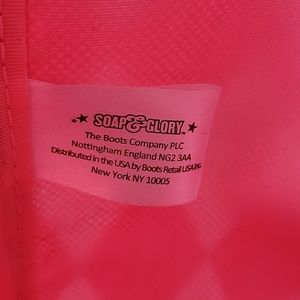 SOAP&GLORY™
The Boots Company PLC
Nottingham England NG2 3AA
Distributed in the USA by Boots Retail USA Inc.
New York NY 10005